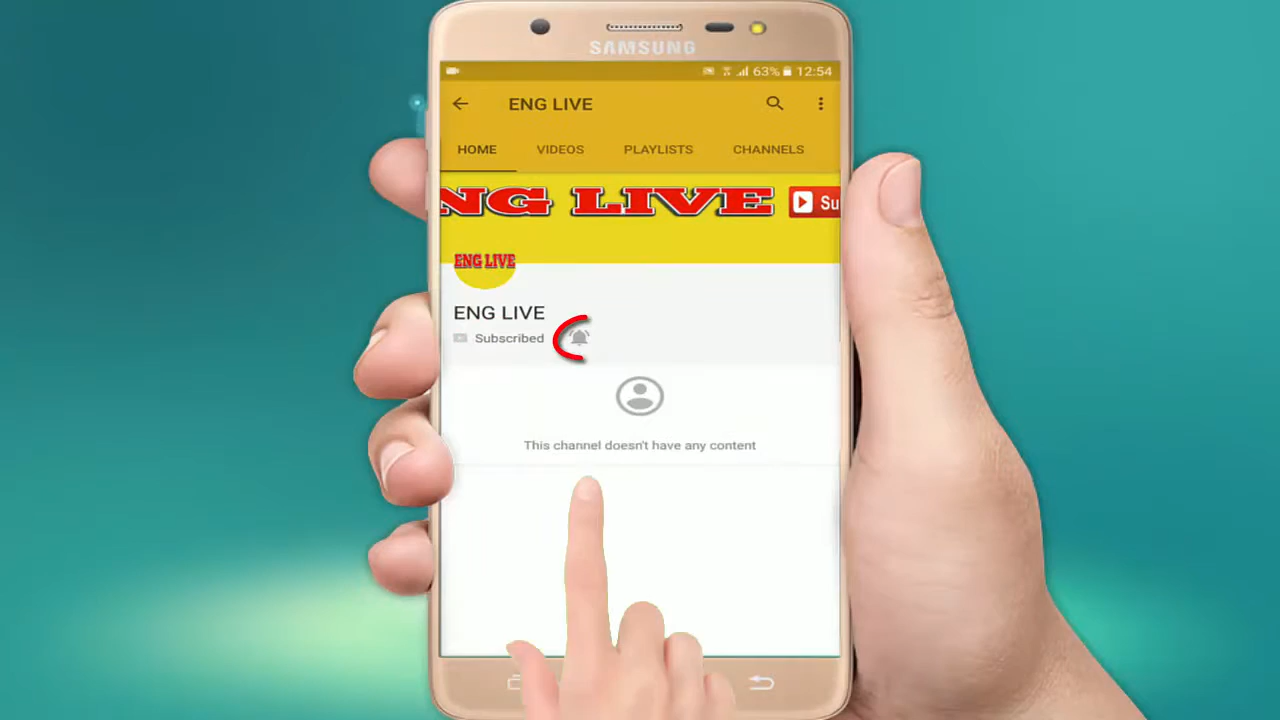 SAMSUNG
63% 12:54
ENG LIVE
HOME VIDEOS PLAYLISTS CHANNELS
NG LIVE Su
ENG LIVE
ENG LIVE
Subscribed
This channel doesn't have any content